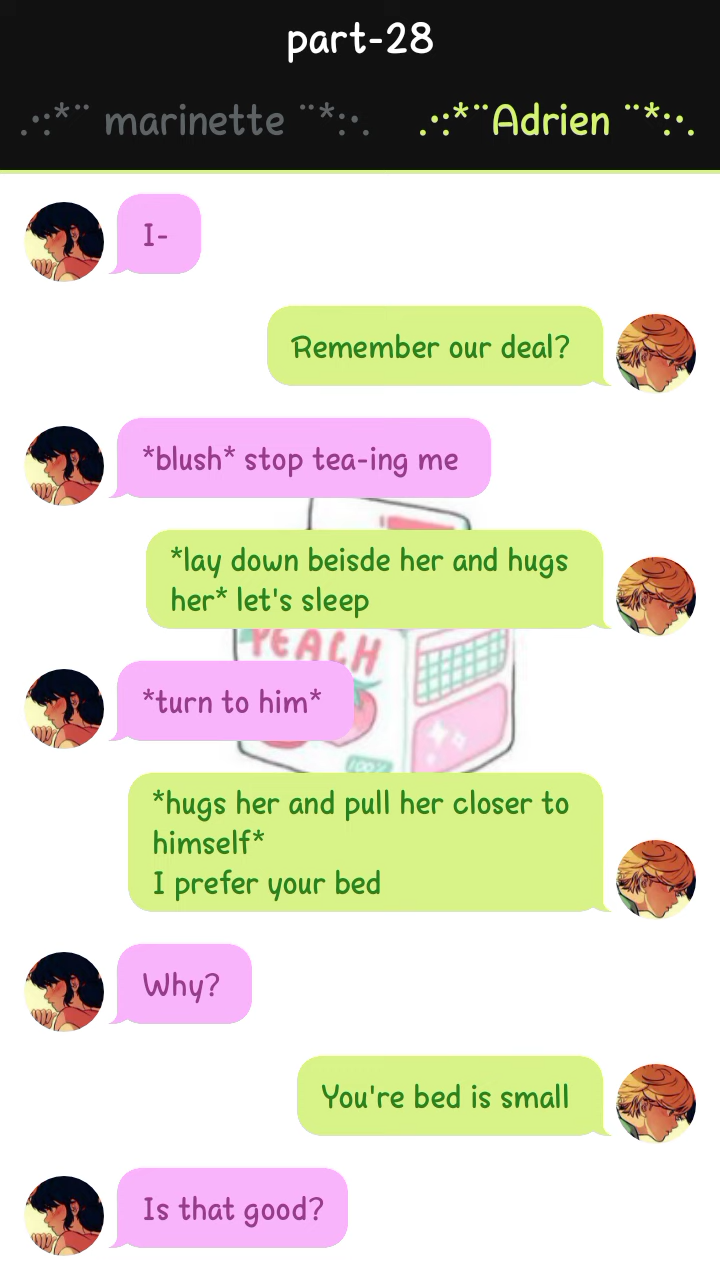 part-28
.·:*¨ marinette ¨*:·. .·:*¨Adrien ¨*:·.
I-
Remember our deal?
*blush* stop tea-ing me
*lay down beisde her and hugs
her* let's sleep
PEACH
*turn to him*
100%
*hugs her and pull her closer to
himself*
I prefer your bed
Why?
You're bed is small
Is that good?